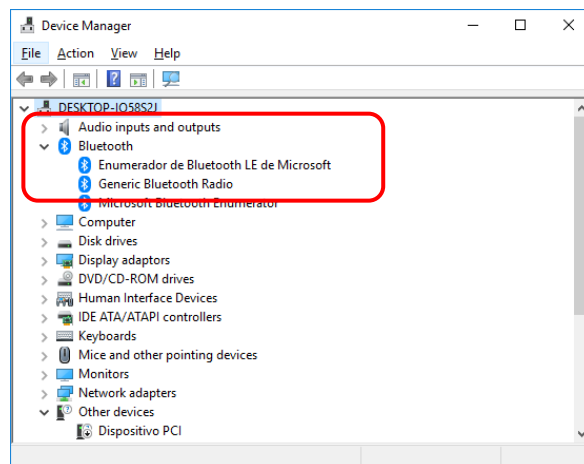 Device Manager
File Action View Help
DESKTOP-IO58S2J
Audio inputs and outputs
Bluetooth
Enumerador de Bluetooth LE de Microsoft
Generic Bluetooth Radio
Microsoft Bluetooth Enumerator
Computer
Disk drives
Display adaptors
DVD/CD-ROM drives
Human Interface Devices
IDE ATA/ATAPI controllers
Keyboards
Mice and other pointing devices
Monitors
Network adapters
Other devices
Dispositivo PCI